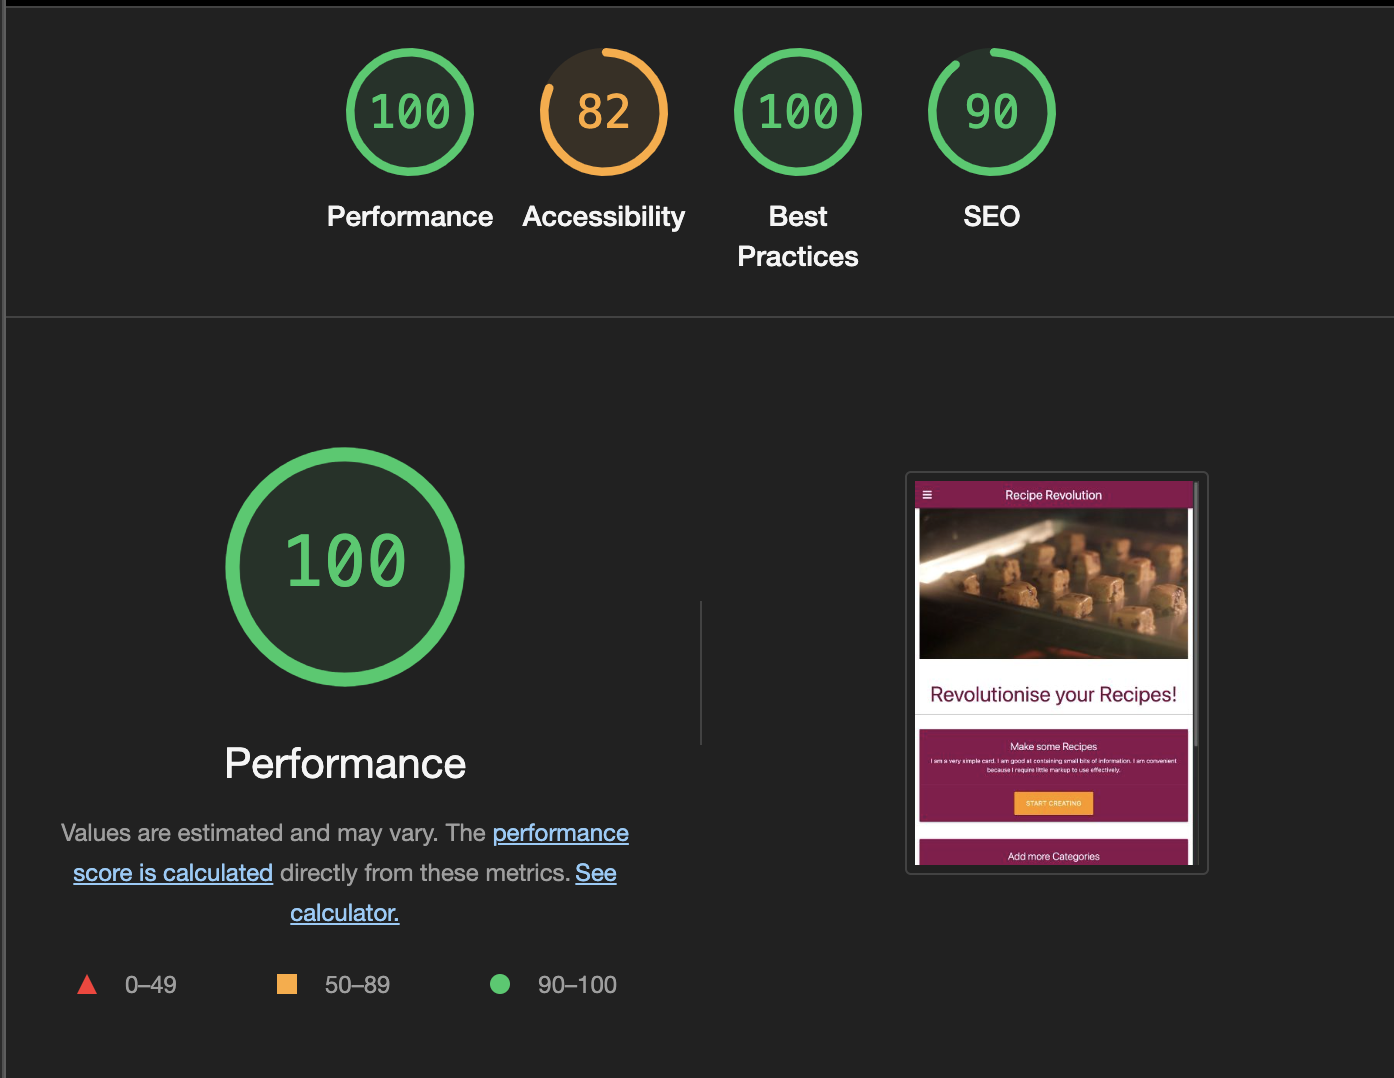 100
82
100
90
Performance
Accessibility
Best
Practices
SEO
100
Performance
Values are estimated and may vary. The performance
score is calculated directly from these metrics. See
calculator.
0–49
50–89
90–100
Recipe Revolution
Revolutionise your Recipes!
Make some Recipes
I am a very simple card. I am good at containing small bits of information. I am convenient
because I require little markup to use effectively.
START CREATING
Add more Categories